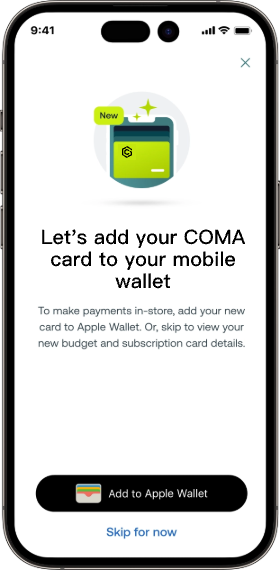 9:41
New
Let's add your COMA
card to your mobile
wallet
To make payments in-store, add your new
card to Apple Wallet. Or, skip to view your
new budget and subscription card details.
Add to Apple Wallet
Skip for now